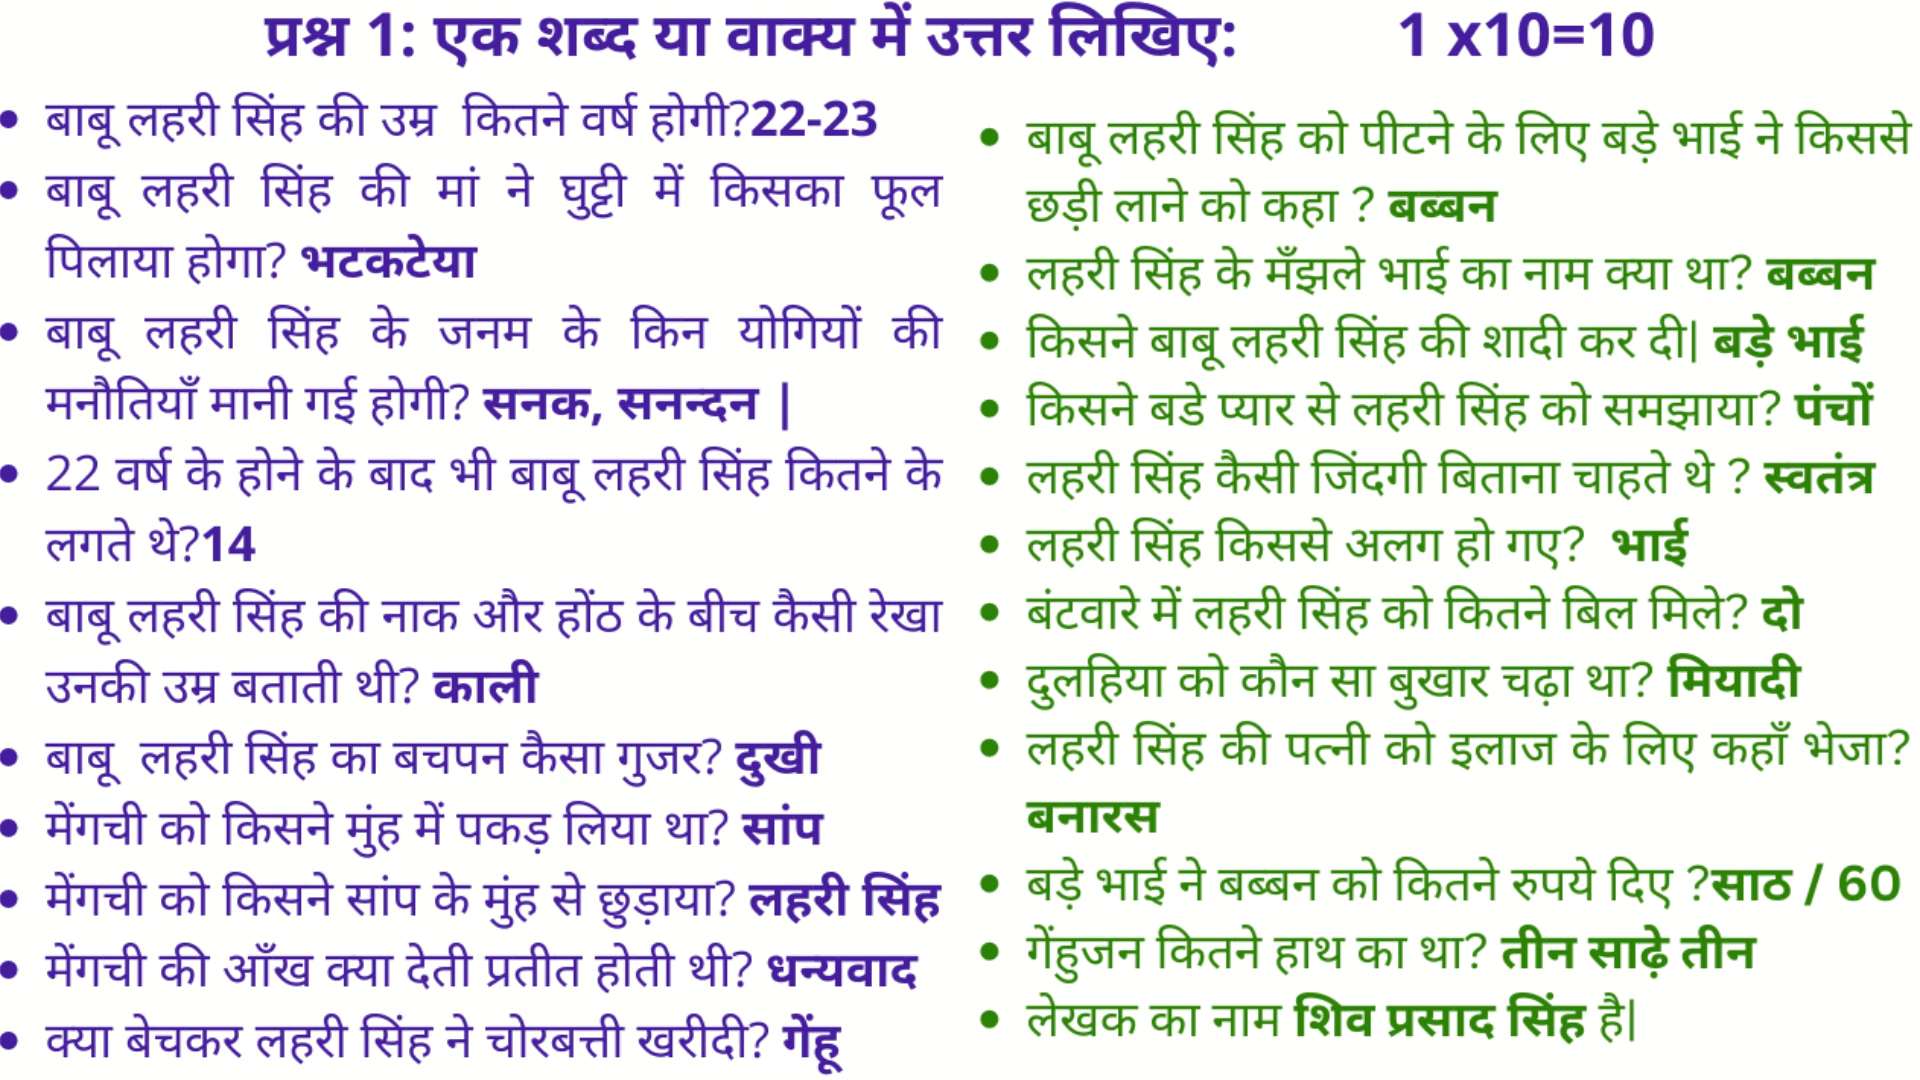 प्रश्न 1: एक शब्द या वाक्य में उत्तर लिखिए: 1 x10=10
• बाबू लहरी सिंह की उम्र कितने वर्ष होगी?22-23
• बाबू लहरी सिंह की मां ने घुट्टी में किसका फूल
पिलाया होगा? भटकटेया
• बाबू लहरी सिंह के जनम के किन योगियों की
मनौतियाँ मानी गई होगी? सनक, सनन्दन |
• 22 वर्ष के होने के बाद भी बाबू लहरी सिंह कितने के
लगते थे?14
• बाबू लहरी सिंह की नाक और होंठ के बीच कैसी रेखा
उनकी उम्र बताती थी? काली
• बाबू लहरी सिंह का बचपन कैसा गुजर? दुखी
• मेंगची को किसने मुंह में पकड़ लिया था? सांप
• मेंगची को किसने सांप के मुंह से छुड़ाया? लहरी सिंह
• मेंगची की आँख क्या देती प्रतीत होती थी? धन्यवाद
• क्या बेचकर लहरी सिंह ने चोरबत्ती खरीदी? गेंहू
• बाबू लहरी सिंह को पीटने के लिए बड़े भाई ने किससे
छड़ी लाने को कहा ? बब्बन
• लहरी सिंह के मँझले भाई का नाम क्या था? बब्बन
• किसने बाबू लहरी सिंह की शादी कर दी| बड़े भाई
• किसने बडे प्यार से लहरी सिंह को समझाया? पंचों
• लहरी सिंह कैसी जिंदगी बिताना चाहते थे ? स्वतंत्र
• लहरी सिंह किससे अलग हो गए? भाई
• बंटवारे में लहरी सिंह को कितने बिल मिले? दो
• दुलहिया को कौन सा बुखार चढ़ा था? मियादी
• लहरी सिंह की पत्नी को इलाज के लिए कहाँ भेजा?
बनारस
• बड़े भाई ने बब्बन को कितने रुपये दिए ?साठ / 60
• गेंहुजन कितने हाथ का था? तीन साढ़े तीन
• लेखक का नाम शिव प्रसाद सिंह है|